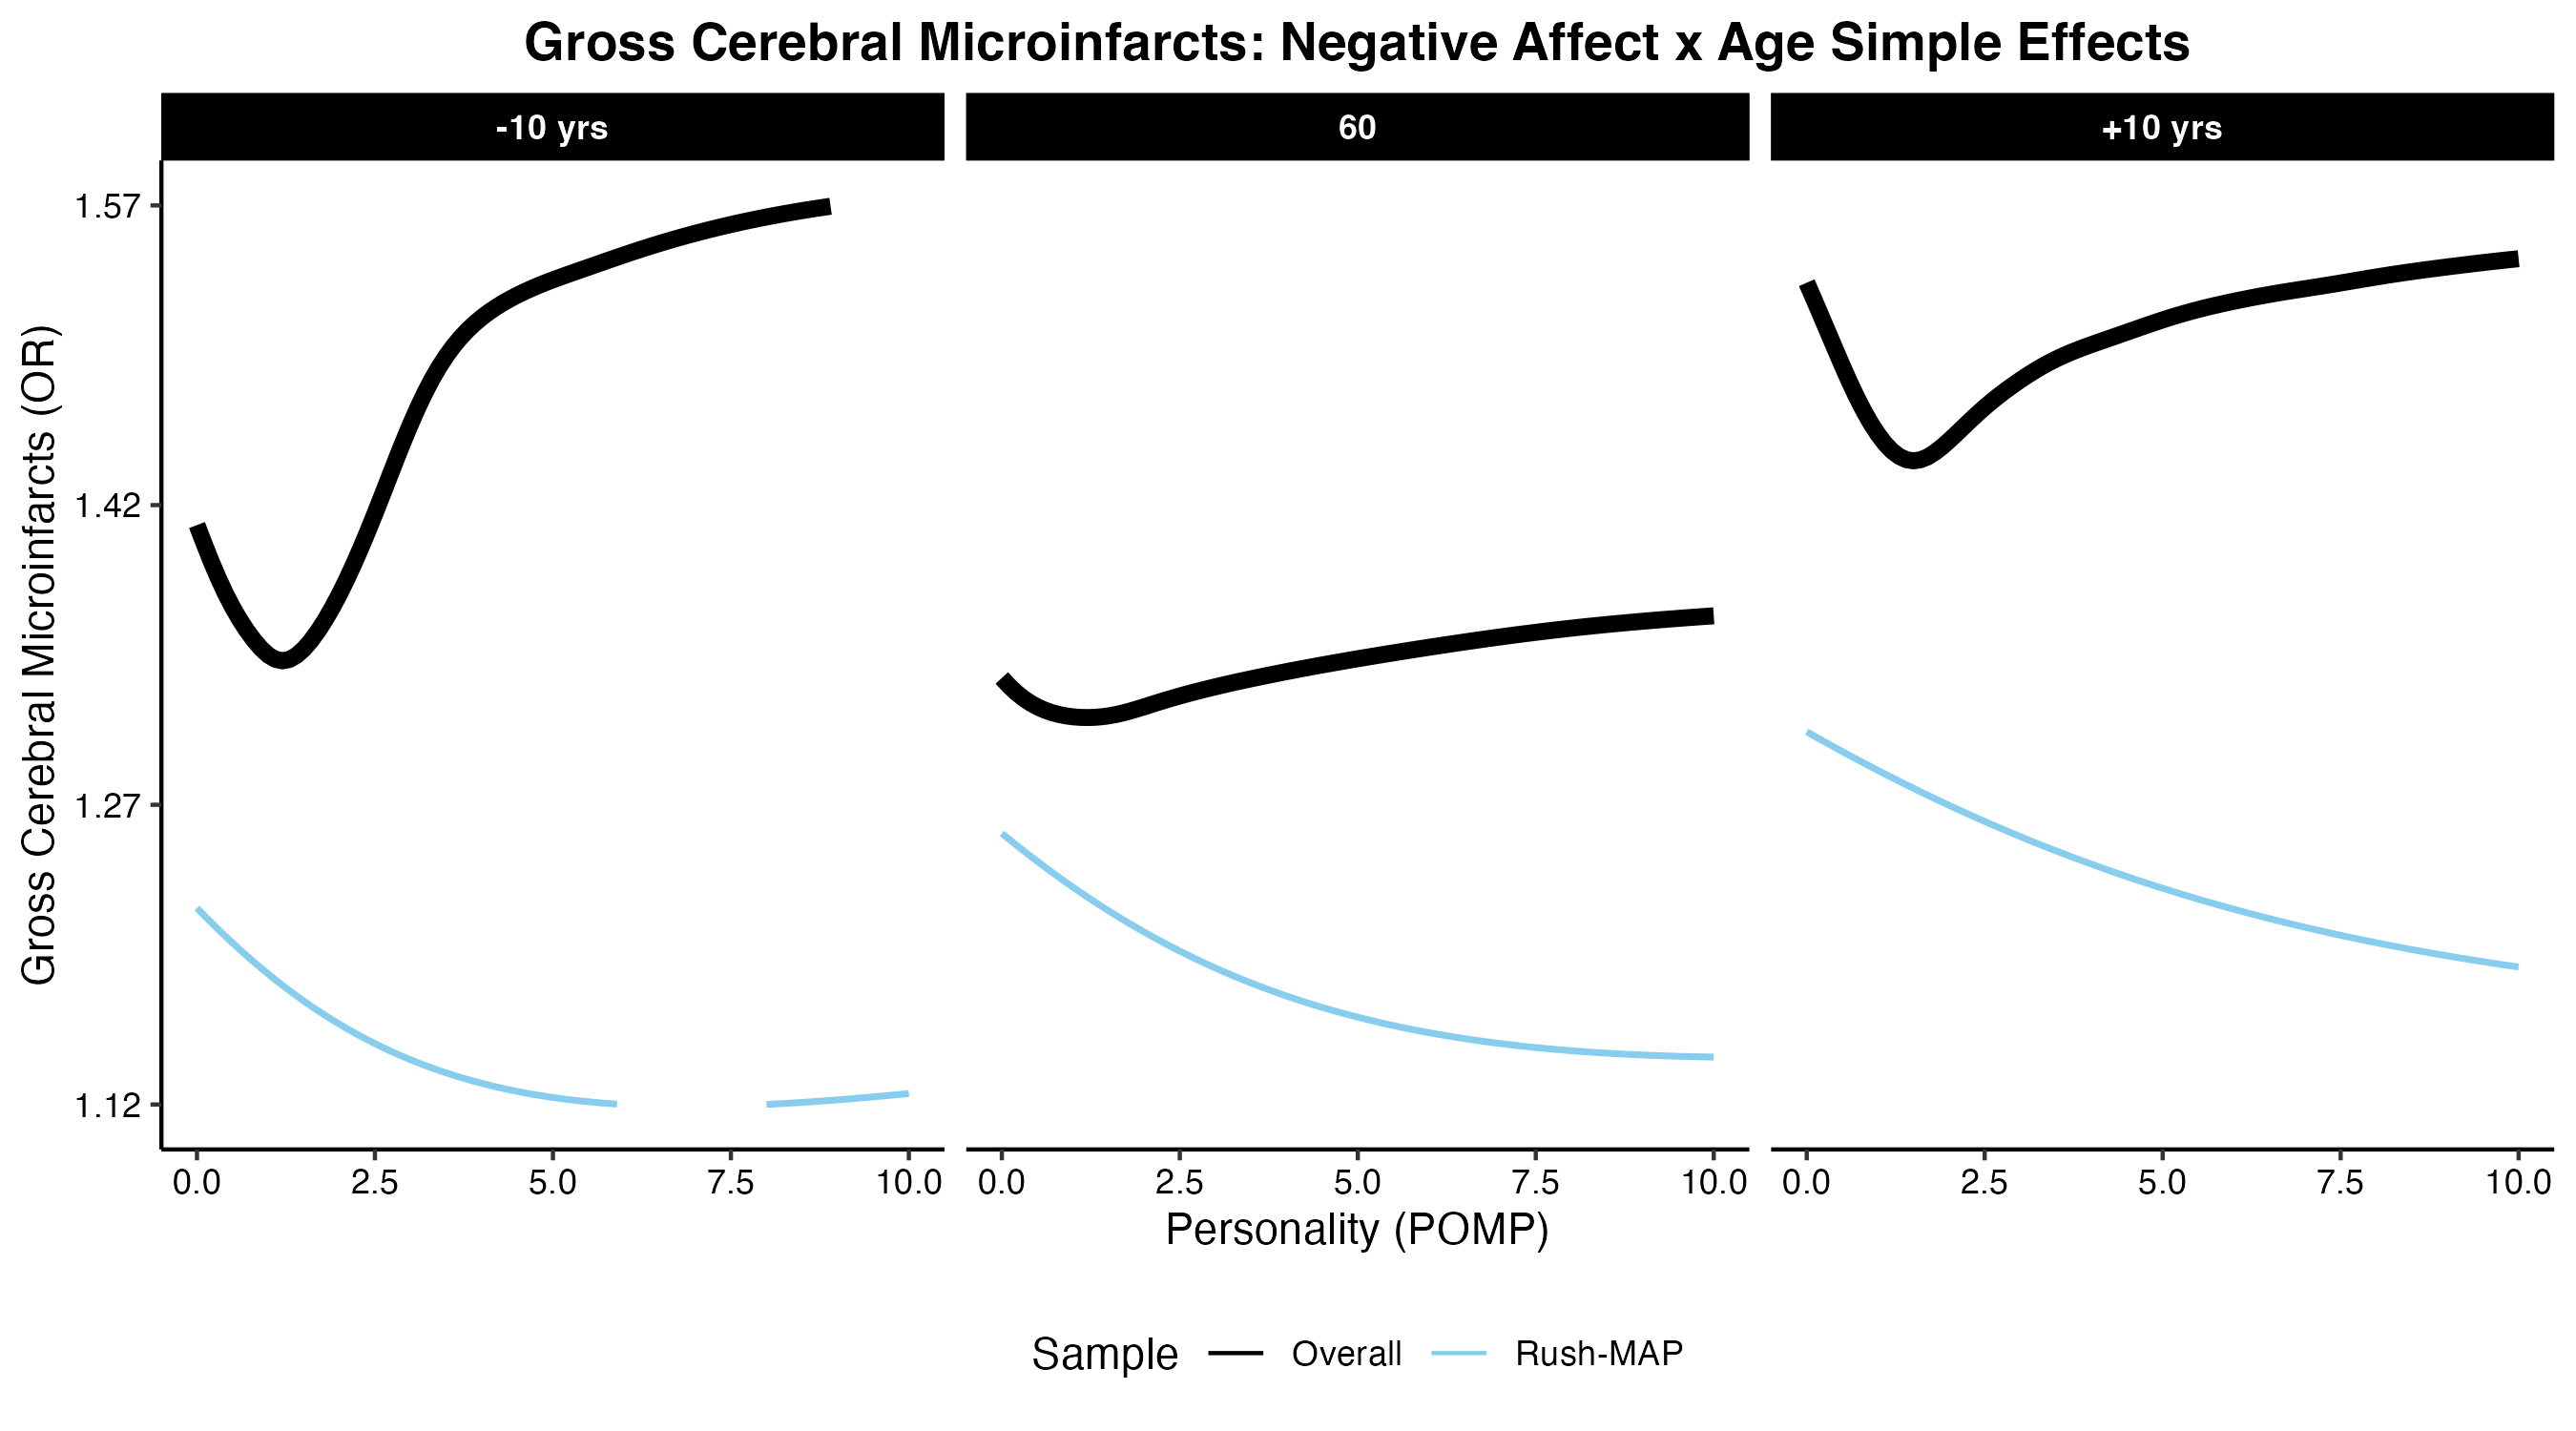 Gross Cerebral Microinfarcts: Negative Affect x Age Simple Effects
-10 yrs
60
+10 yrs
Gross Cerebral Microinfarcts (OR)
1.57
1.42
1.27
1.12
0.0 2.5 5.0 7.5 10.0
0.0 2.5 5.0 7.5 10.0
0.0 2.5 5.0 7.5 10.0
Personality (POMP)
Sample Overall Rush-MAP